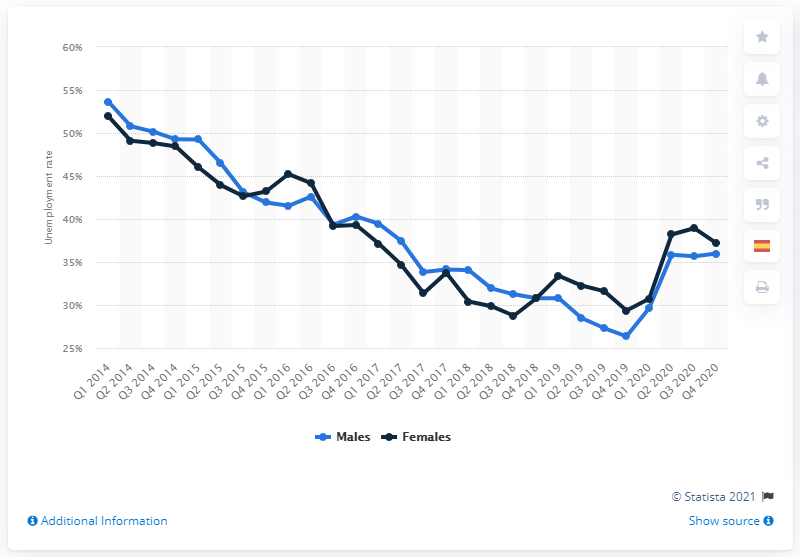 60%
55%
50%
45%
40%
35%
30%
25%
Unemployment rate
Q1 2014
Q2 2014
Q3 2014
Q4 2014
Q1 2015
Q2 2015
Q3 2015
Q4 2015
Q1 2016
Q2 2016
Q3 2016
Q4 2016
Q1 2017
Q2 2017
Q3 2017
Q4 2017
Q1 2018
Q2 2018
Q3 2018
Q4 2018
Q1 2019
Q2 2019
Q3 2019
Q4 2019
Q1 2020
Q2 2020
Q3 2020
Q4 2020
Males Females
© Statista 2021
Additional Information
Show source